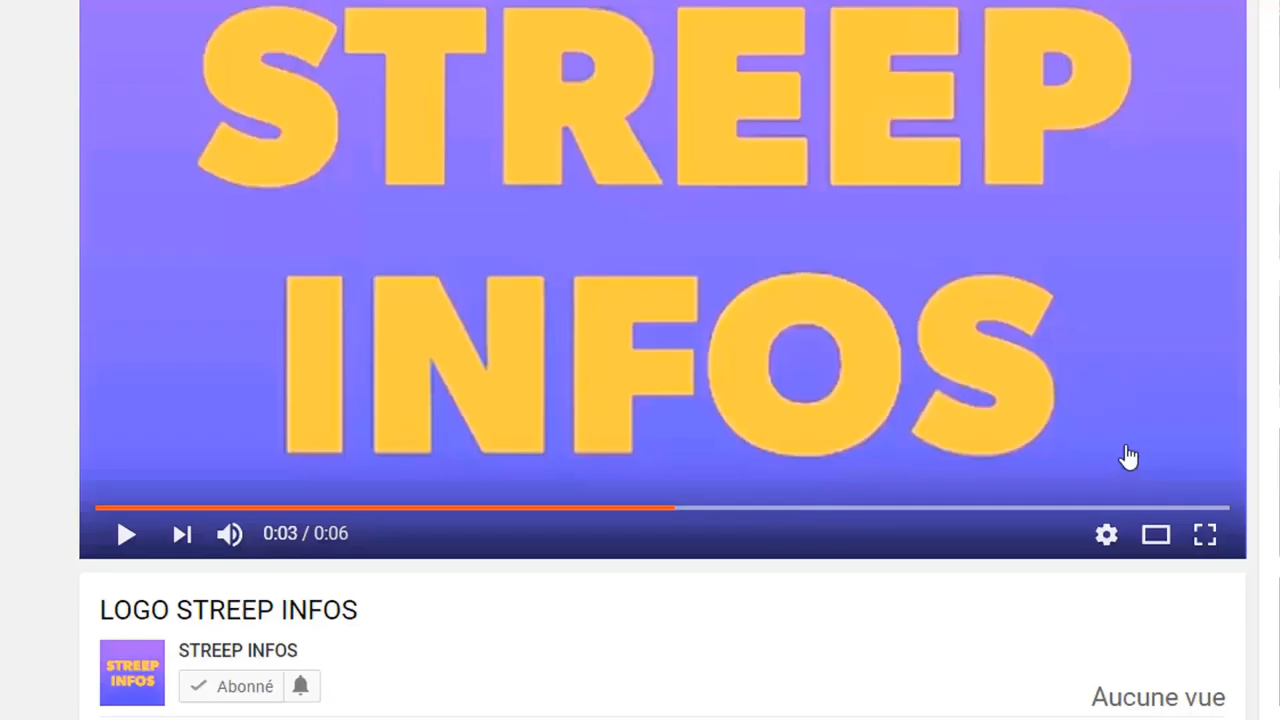 STREEP
INFOS
0:03 / 0:06
LOGO STREEP INFOS
STREEP INFOS
STREEP
INFOS
Abonné
Aucune vue